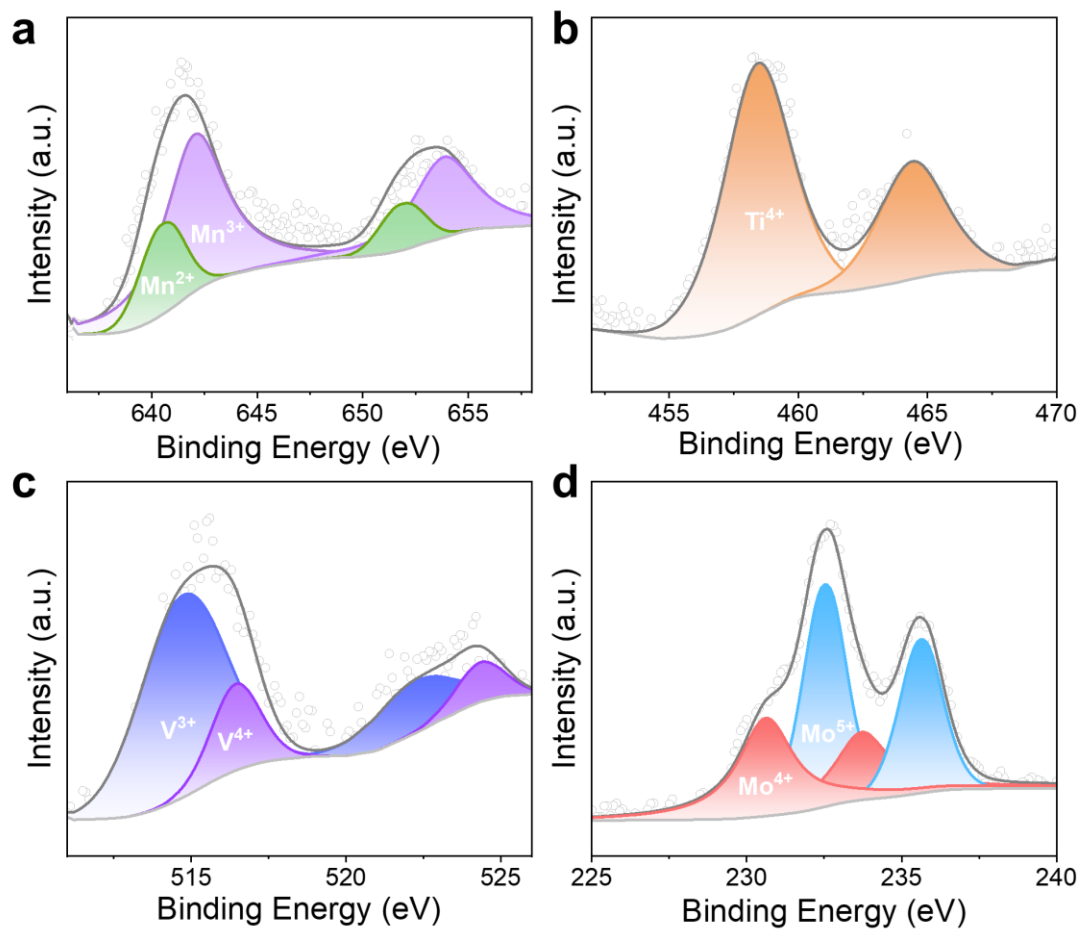 a
Intensity (a.u.)
Mn³⁺
Mn²⁺
640 645 650 655
Binding Energy (eV)
b
Intensity (a.u.)
Ti⁴⁺
455 460 465 470
Binding Energy (eV)
c
Intensity (a.u.)
V³⁺
V⁴⁺
515 520 525
Binding Energy (eV)
d
Intensity (a.u.)
Mo⁵⁺
Mo⁴⁺
225 230 235 240
Binding Energy (eV)